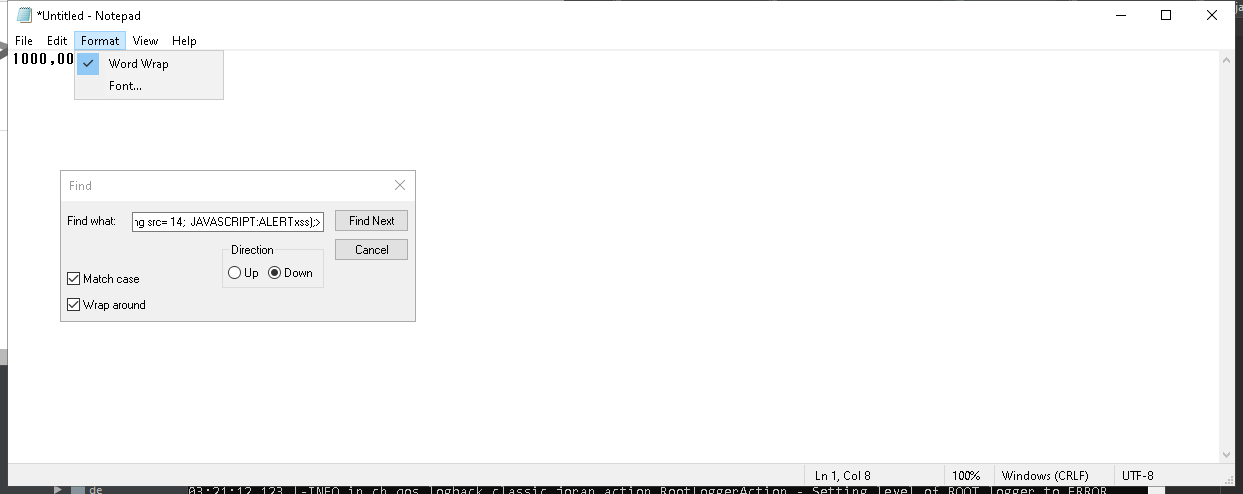 *Untitled - Notepad
File Edit Format View Help
1000,00
Word Wrap
Font...
Find
Find what: ng src= 14; JAVASCRIPT:ALERTxss);> Find Next
Direction Cancel
Up Down
Match case
Wrap around
Ln 1, Col 8 100% Windows (CRLF) UTF-8
de 03:21:12,123 |-INFO in ch.qos.logback.classic.joran.action.RootLoggerAction - Setting level of ROOT logger to ERROR